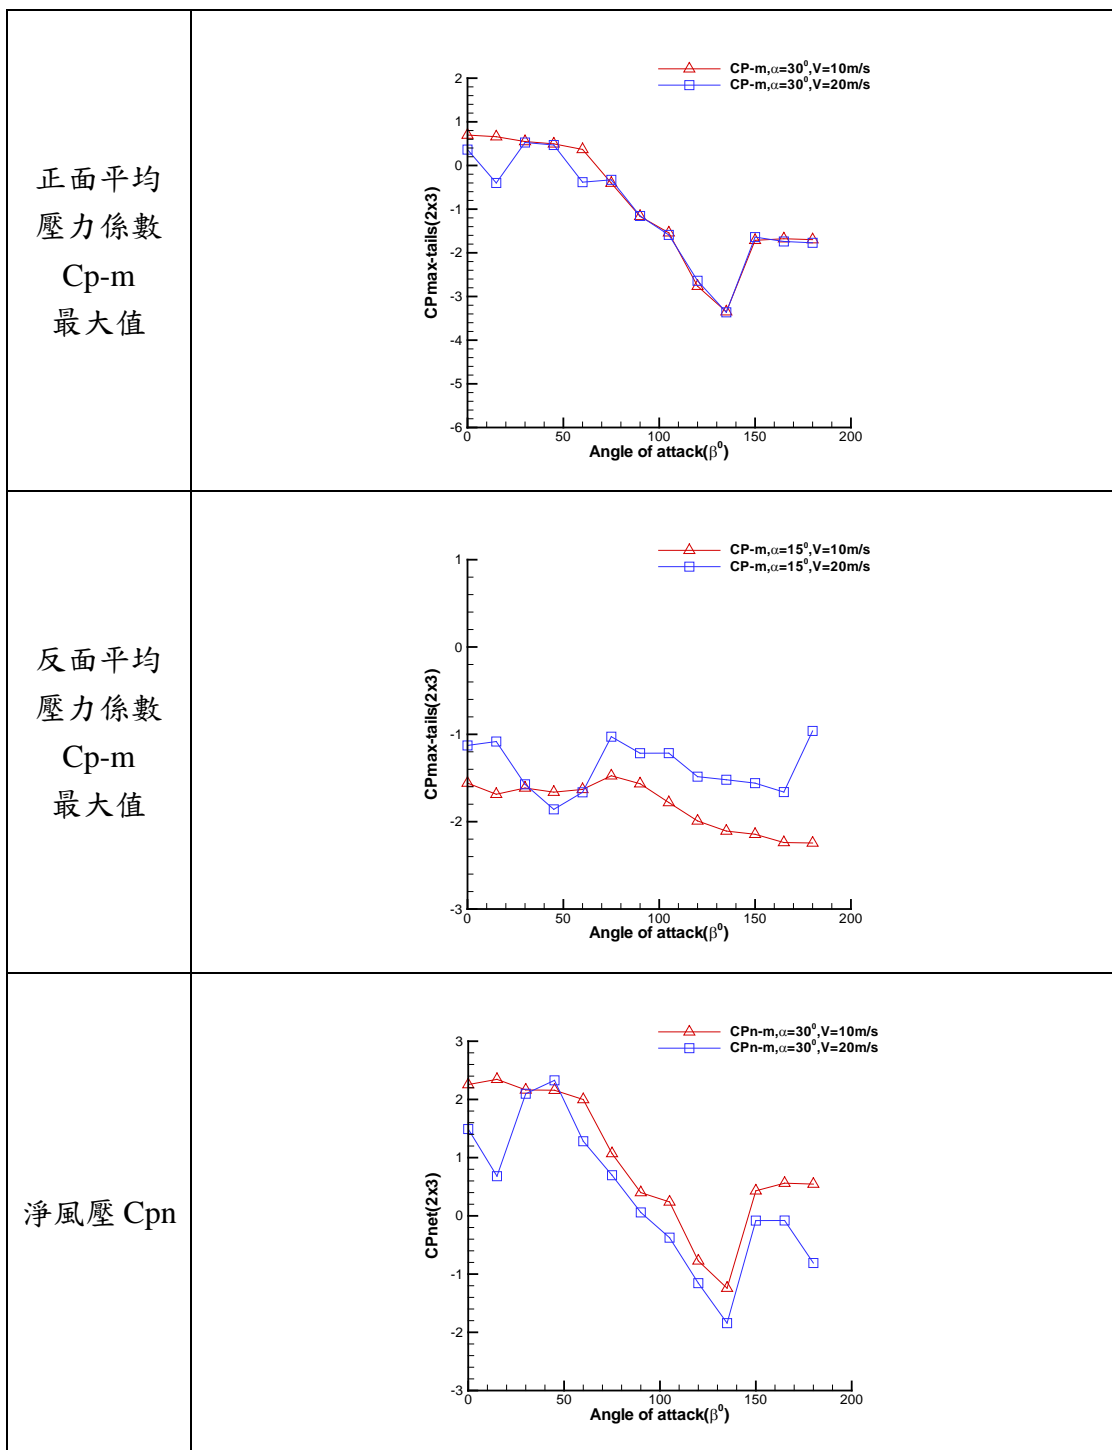 正面平均
壓力係數
Cp-m
最大值
CP-m,α=30⁰,V=10m/s
CP-m,α=30⁰,V=20m/s
CPmax-tails(2x3)
2
1
0
-1
-2
-3
-4
-5
-6
0 50 100 150 200
Angle of attack(β⁰)
反面平均
壓力係數
Cp-m
最大值
CP-m,α=15⁰,V=10m/s
CP-m,α=15⁰,V=20m/s
CPmax-tails(2x3)
1
0
-1
-2
-3
0 50 100 150 200
Angle of attack(β⁰)
淨風壓 Cpn
CPn-m,α=30⁰,V=10m/s
CPn-m,α=30⁰,V=20m/s
CPnet(2x3)
3
2
1
0
-1
-2
-3
0 50 100 150 200
Angle of attack(β⁰)